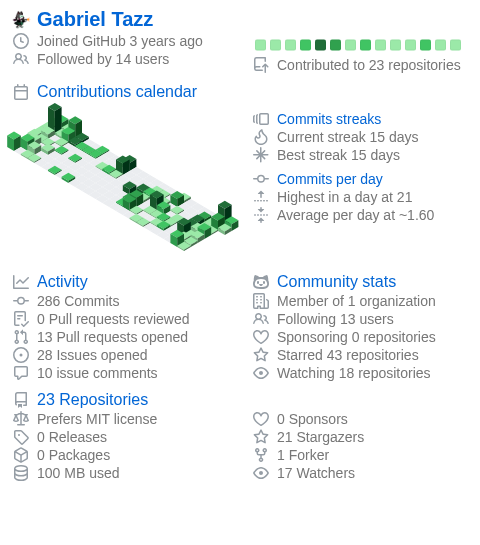 Gabriel Tazz
Joined GitHub 3 years ago
Followed by 14 users
Contributed to 23 repositories
Contributions calendar
Commits streaks
Current streak 15 days
Best streak 15 days
Commits per day
Highest in a day at 21
Average per day at ~1.60
Activity
286 Commits
0 Pull requests reviewed
13 Pull requests opened
28 Issues opened
10 issue comments
Community stats
Member of 1 organization
Following 13 users
Sponsoring 0 repositories
Starred 43 repositories
Watching 18 repositories
23 Repositories
Prefers MIT license
0 Releases
0 Packages
100 MB used
0 Sponsors
21 Stargazers
1 Forker
17 Watchers